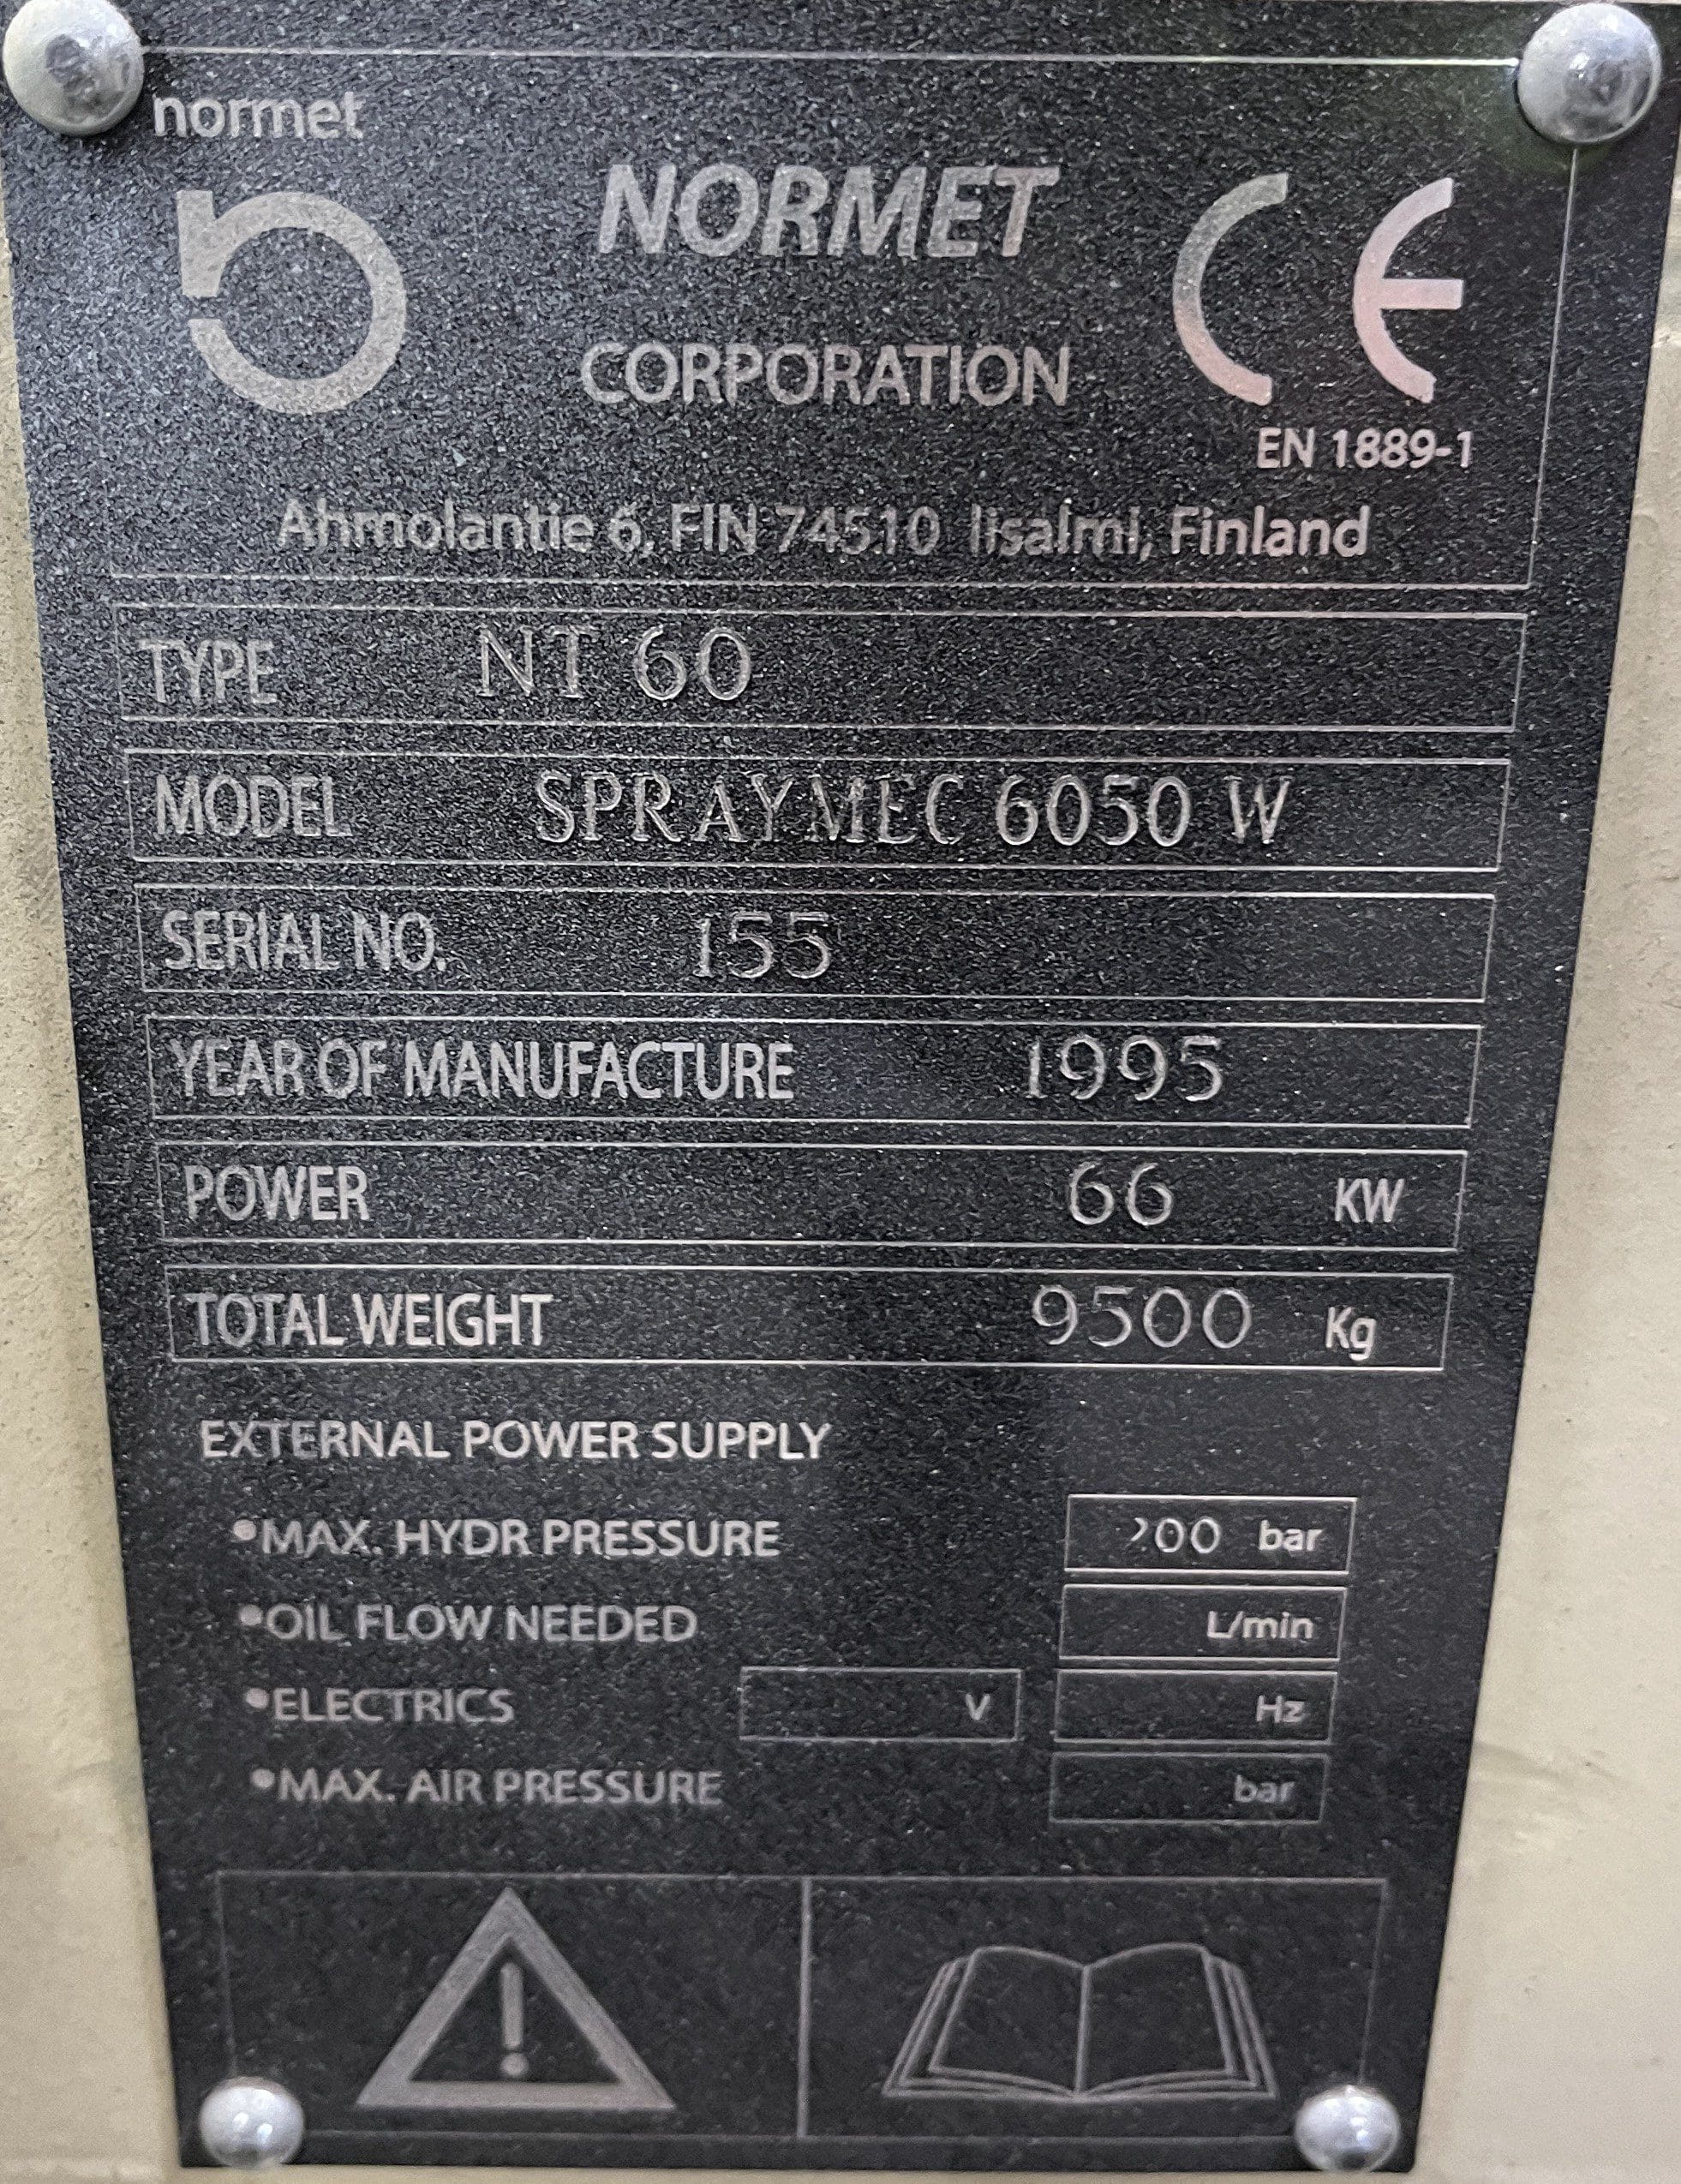 normet
NORMET
CORPORATION
CE
EN 1889-1
Ahmolantie 6, FIN 74510 Iisalmi, Finland
TYPE NT 60
MODEL SPRAYMEC 6050 W
SERIAL NO. 155
YEAR OF MANUFACTURE 1995
POWER 66 KW
TOTAL WEIGHT 9500 Kg
EXTERNAL POWER SUPPLY
•MAX. HYDR PRESSURE 200 bar
•OIL FLOW NEEDED L/min
•ELECTRICS V Hz
•MAX. AIR PRESSURE bar